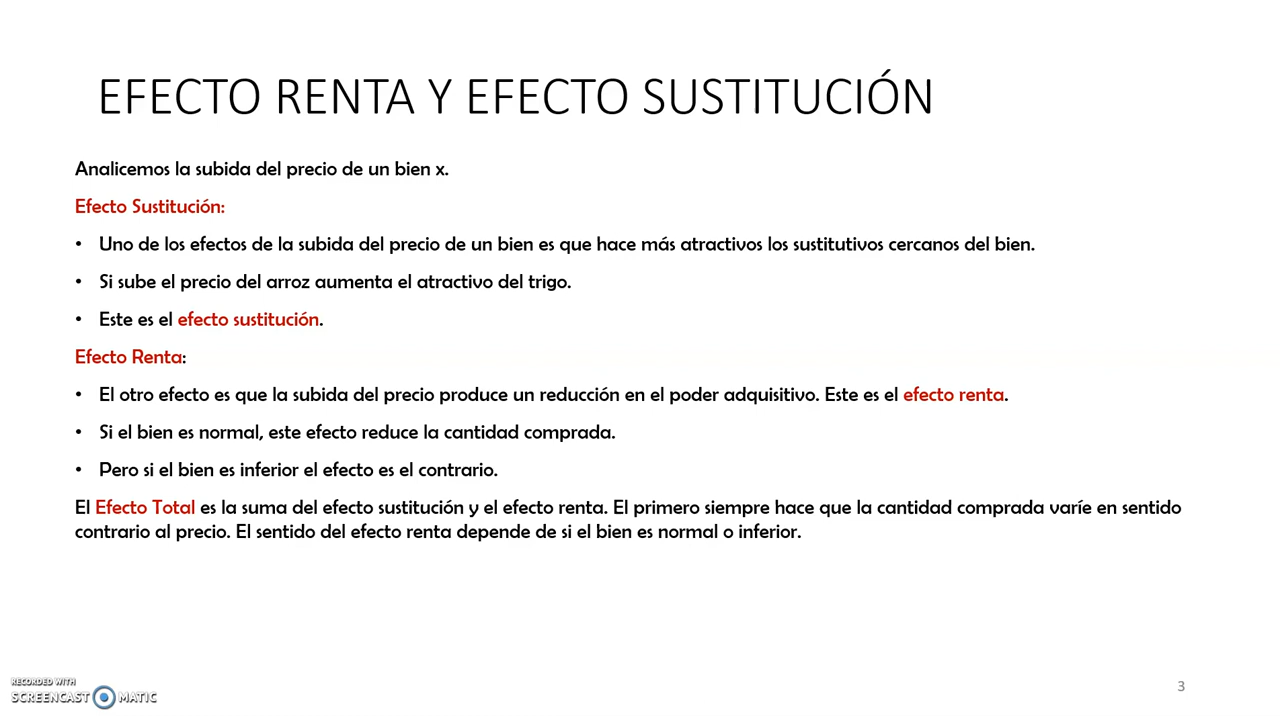 EFECTO RENTA Y EFECTO SUSTITUCIÓN
Analicemos la subida del precio de un bien x.
Efecto Sustitución:
• Uno de los efectos de la subida del precio de un bien es que hace más atractivos los sustitutivos cercanos del bien.
• Si sube el precio del arroz aumenta el atractivo del trigo.
• Este es el efecto sustitución.
Efecto Renta:
• El otro efecto es que la subida del precio produce un reducción en el poder adquisitivo. Este es el efecto renta.
• Si el bien es normal, este efecto reduce la cantidad comprada.
• Pero si el bien es inferior el efecto es el contrario.
El Efecto Total es la suma del efecto sustitución y el efecto renta. El primero siempre hace que la cantidad comprada varíe en sentido
contrario al precio. El sentido del efecto renta depende de si el bien es normal o inferior.
RECORDED WITH
SCREENCAST MATIC
3